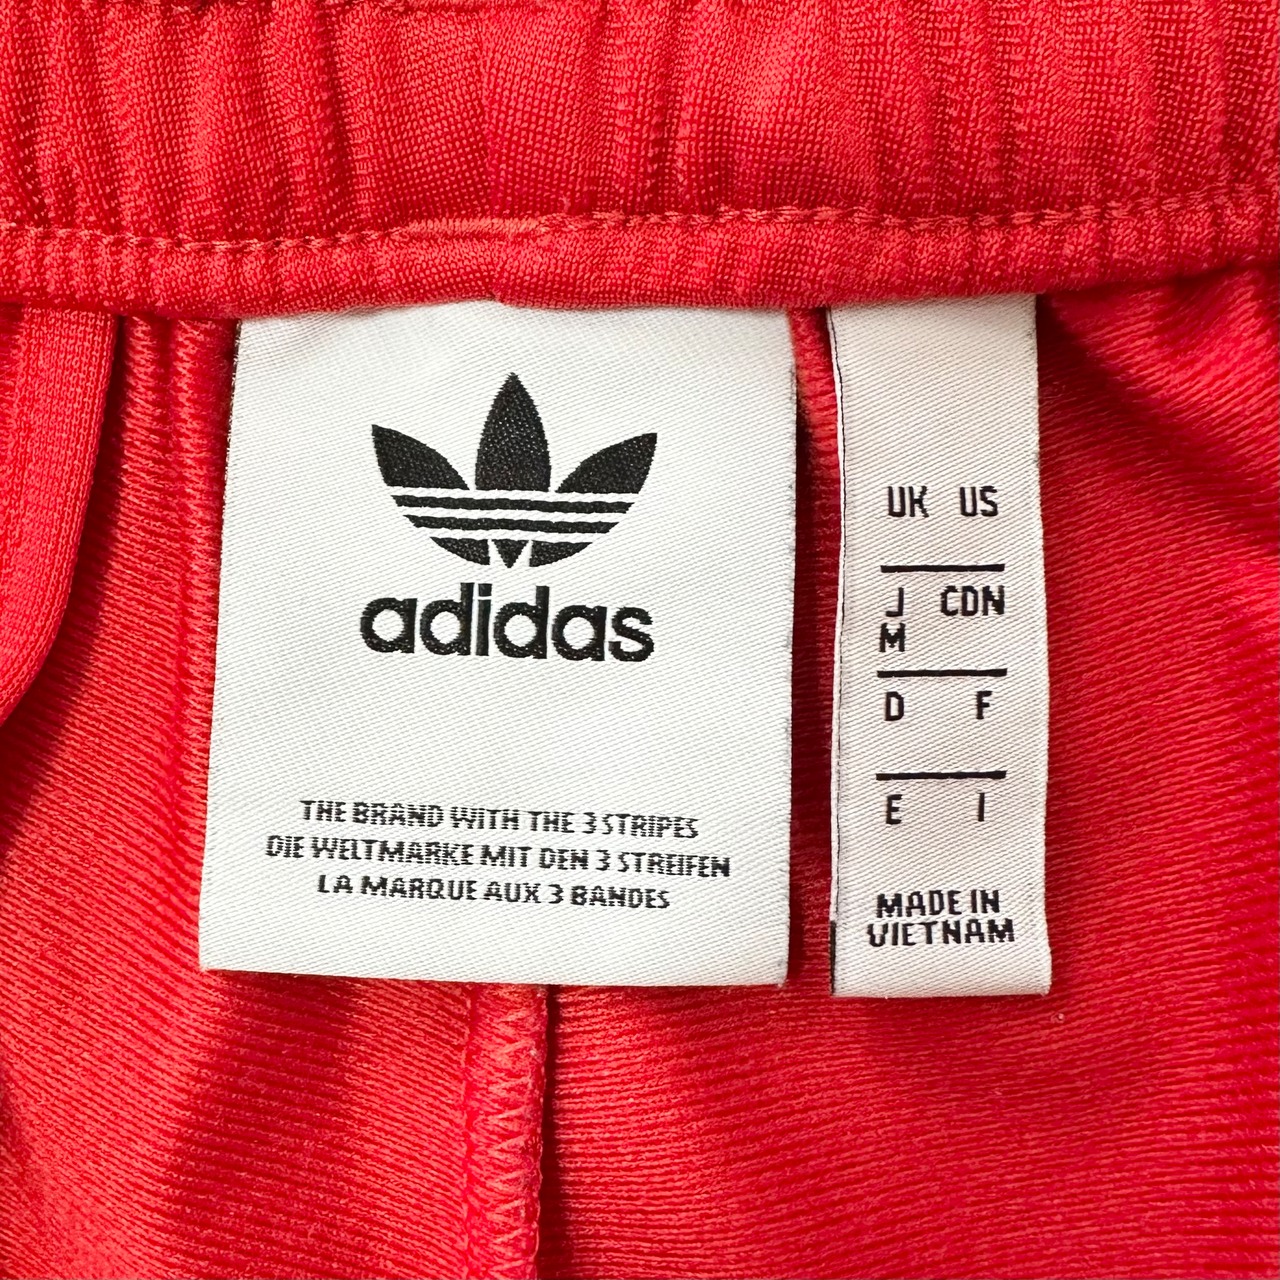 adidas
THE BRAND WITH THE 3 STRIPES
DIE WELTMARKE MIT DEN 3 STREIFEN
LA MARQUE AUX 3 BANDES
UK US
J CDN
M
D F
E I
MADE IN
VIETNAM